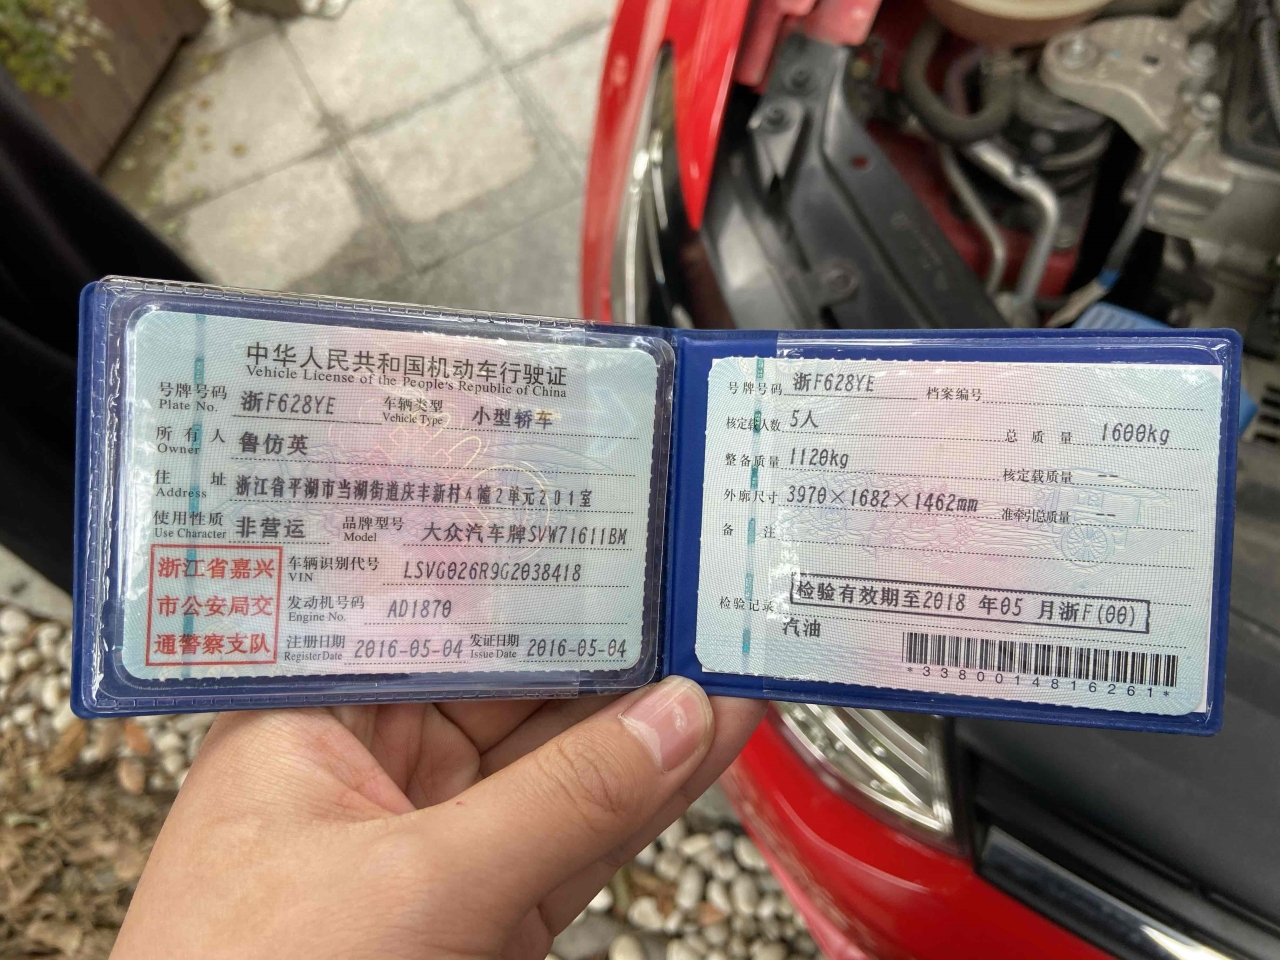 中华人民共和国机动车行驶证
Vehicle License of the People's Republic of China
号牌号码 浙F628YE 车辆类型 小型轿车
Plate No. Vehicle Type
所有人 鲁仿英
Owner
住址 浙江省平湖市当湖街道庆丰新村4幢2单元201室
Address
使用性质 非营运 品牌型号 大众汽车牌SVW71611BM
Use Character Model
浙江省嘉兴
市公安局交
通警察支队
车辆识别代号 LSVG026R9G2038418
VIN
发动机号码 AD1870
Engine No.
注册日期 2016-05-04 发证日期 2016-05-04
Register Date Issue Date
号牌号码 浙F628YE 档案编号
核定载人数 5人 总质量 1600kg
整备质量 1120kg 核定载质量 --
外廓尺寸 3970×1682×1462mm 准牵引总质量 --
备注
检验记录 检验有效期至2018 年05 月浙F(00)
汽油
*3380014816261*